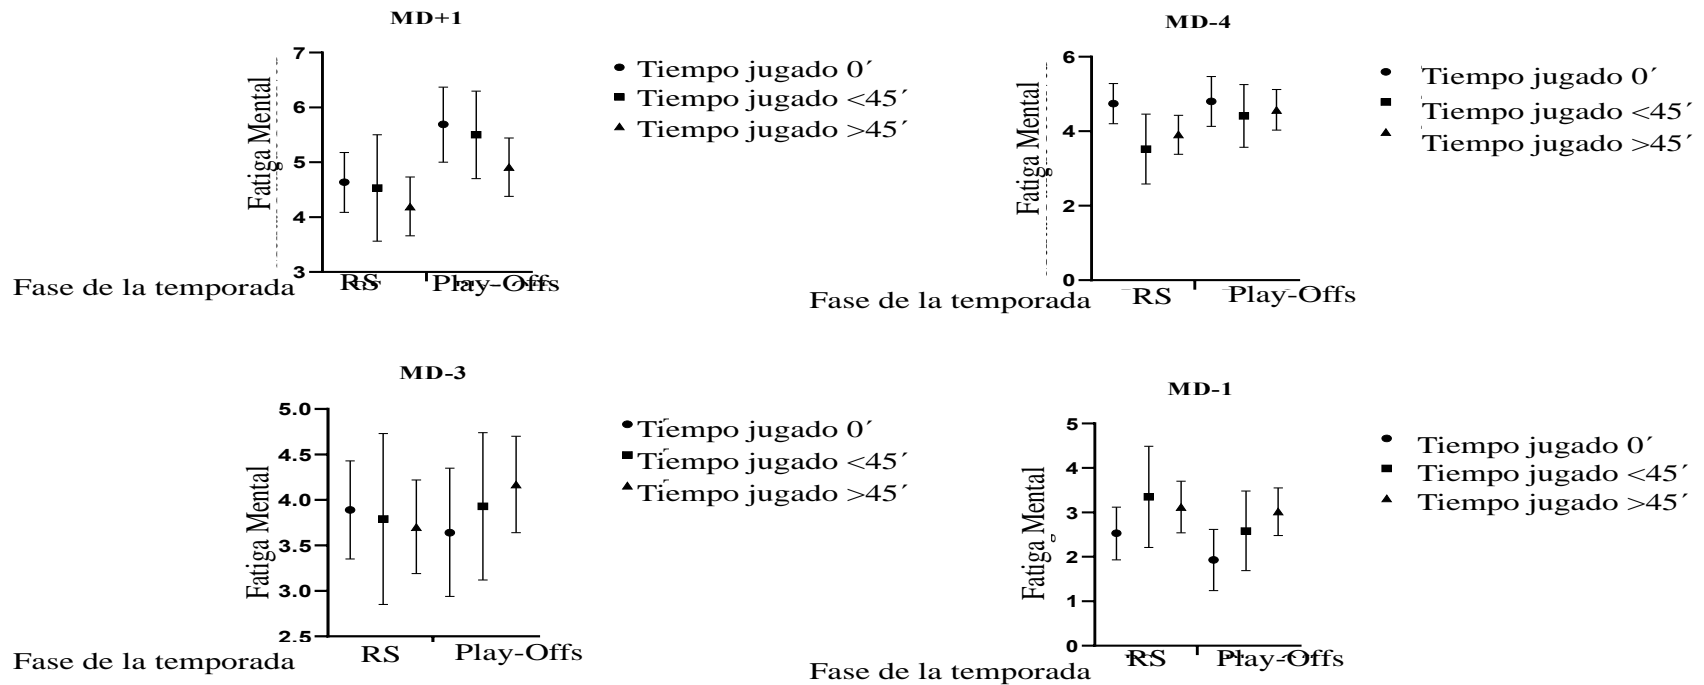 MD+1
7
6
5
4
3
Fatiga Mental
Tiempo jugado 0´
Tiempo jugado <45´
Tiempo jugado >45´
Fase de la temporada
RS
Play-Offs
MD-4
6
4
2
0
Fatiga Mental
Tiempo jugado 0´
Tiempo jugado <45´
Tiempo jugado >45´
Fase de la temporada
RS
Play-Offs
MD-3
5.0
4.5
4.0
3.5
3.0
2.5
Fatiga Mental
Tiempo jugado 0´
Tiempo jugado <45´
Tiempo jugado >45´
Fase de la temporada
RS
Play-Offs
MD-1
5
4
3
2
1
0
Fatiga Mental
Tiempo jugado 0´
Tiempo jugado <45´
Tiempo jugado >45´
Fase de la temporada
RS
Play-Offs